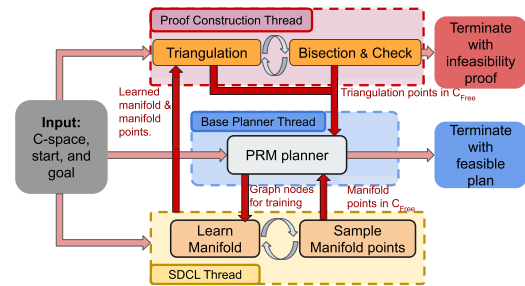 Proof Construction Thread
Triangulation
Bisection & Check
Terminate
with
infeasibility
proof
Learned
manifold &
manifold
points.
Triangulation points in C_Free
Input:
C-space,
start, and
goal
Base Planner Thread
PRM planner
Terminate
with
feasible
plan
Graph nodes
for training
Manifold
points in C_Free
Learn
Manifold
Sample
Manifold points
SDCL Thread